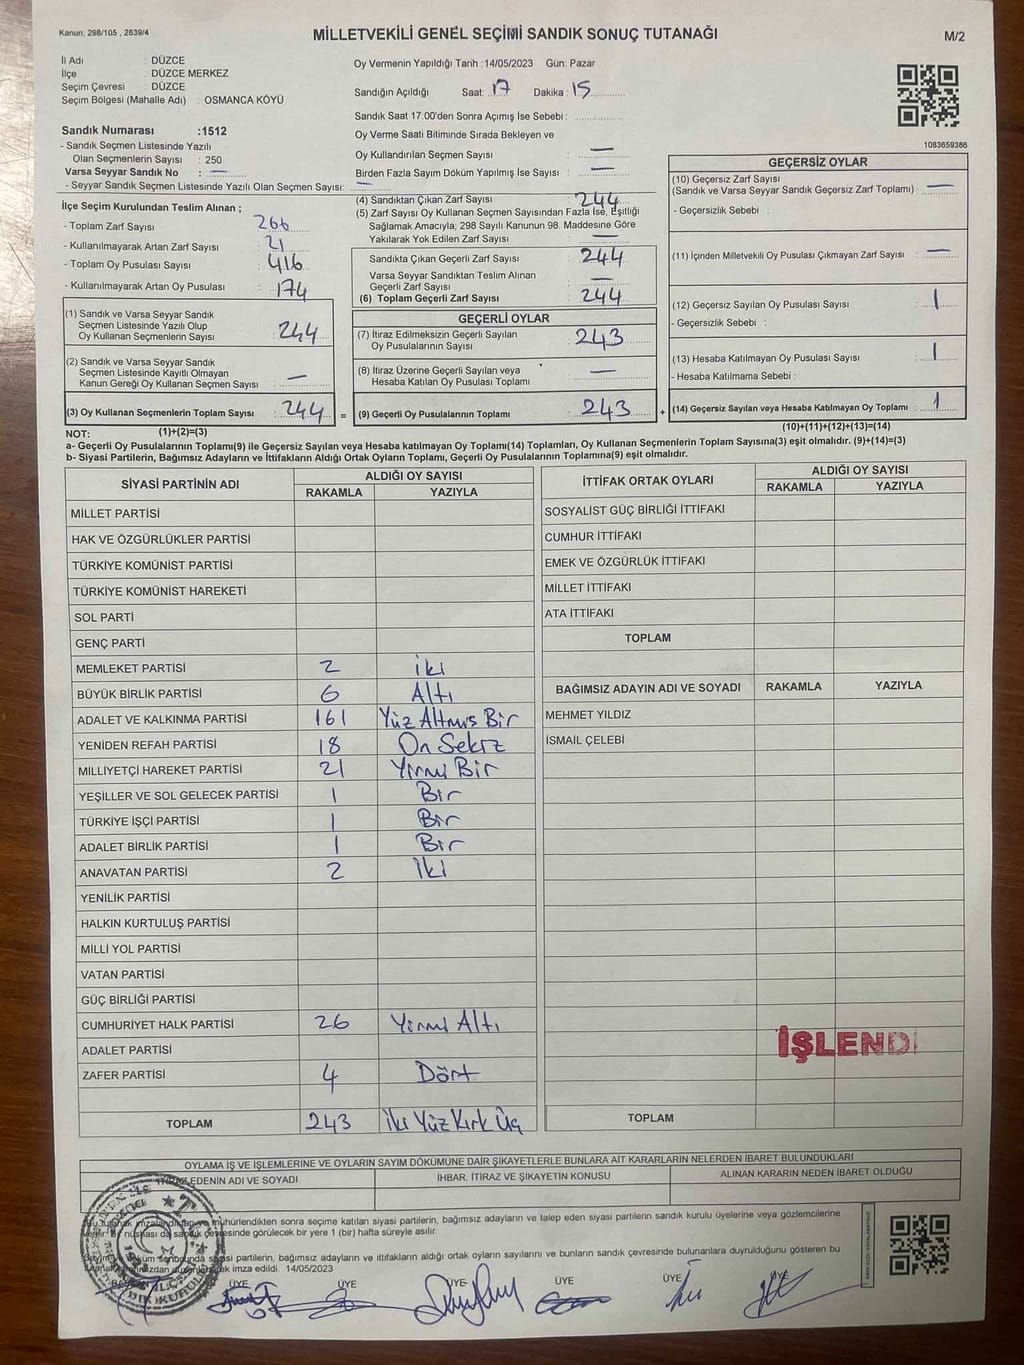 Kanun: 298/105 , 2839/4
MİLLETVEKİLİ GENEL SEÇİMİ SANDIK SONUÇ TUTANAĞI
M/2
İl Adı : DÜZCE
İlçe : DÜZCE MERKEZ
Seçim Çevresi : DÜZCE
Seçim Bölgesi (Mahalle Adı) : OSMANCA KÖYÜ
Sandık Numarası :1512
- Sandık Seçmen Listesinde Yazılı
Olan Seçmenlerin Sayısı : 250
Varsa Seyyar Sandık No : —
- Seyyar Sandık Seçmen Listesinde Yazılı Olan Seçmen Sayısı: —
Oy Vermenin Yapıldığı Tarih :14/05/2023 Gün: Pazar
Sandığın Açıldığı Saat: 17 Dakika : 15
Sandık Saat 17:00'den Sonra Açımış İse Sebebi :
Oy Verme Saati Bitiminde Sırada Bekleyen ve
Oy Kullandırılan Seçmen Sayısı : —
Birden Fazla Sayım Döküm Yapılmış İse Sayısı : —
1083659386
İlçe Seçim Kurulundan Teslim Alınan ;
- Toplam Zarf Sayısı 266
- Kullanılmayarak Artan Zarf Sayısı : 21
- Toplam Oy Pusulası Sayısı : 416
- Kullanılmayarak Artan Oy Pusulası : 174
(4) Sandıktan Çıkan Zarf Sayısı : 244
(5) Zarf Sayısı Oy Kullanan Seçmen Sayısından Fazla İse, Eşitliği
Sağlamak Amacıyla; 298 Sayılı Kanunun 98. Maddesine Göre
Yakılarak Yok Edilen Zarf Sayısı : —
Sandıkta Çıkan Geçerli Zarf Sayısı : 244
Varsa Seyyar Sandıktan Teslim Alınan
Geçerli Zarf Sayısı : —
(6) Toplam Geçerli Zarf Sayısı : 244
GEÇERSİZ OYLAR
(10) Geçersiz Zarf Sayısı
(Sandık ve Varsa Seyyar Sandık Geçersiz Zarf Toplamı) : —
- Geçersizlik Sebebi :
(11) İçinden Milletvekili Oy Pusulası Çıkmayan Zarf Sayısı : —
(12) Geçersiz Sayılan Oy Pusulası Sayısı : 1
- Geçersizlik Sebebi :
(13) Hesaba Katılmayan Oy Pusulası Sayısı : 1
- Hesaba Katılmama Sebebi :
(14) Geçersiz Sayılan veya Hesaba Katılmayan Oy Toplamı : 1
(10)+(11)+(12)+(13)=(14)
(1) Sandık ve Varsa Seyyar Sandık
Seçmen Listesinde Yazılı Olup
Oy Kullanan Seçmenlerin Sayısı : 244
(2) Sandık ve Varsa Seyyar Sandık
Seçmen Listesinde Kayıtlı Olmayan
Kanun Gereği Oy Kullanan Seçmen Sayısı : —
(3) Oy Kullanan Seçmenlerin Toplam Sayısı : 244 =
GEÇERLİ OYLAR
(7) İtiraz Edilmeksizin Geçerli Sayılan
Oy Pusulalarının Sayısı : 243
(8) İtiraz Üzerine Geçerli Sayılan veya
Hesaba Katılan Oy Pusulası Toplamı : —
(9) Geçerli Oy Pusulalarının Toplamı : 243 +
NOT: (1)+(2)=(3)
a- Geçerli Oy Pusulalarının Toplamı(9) ile Geçersiz Sayılan veya Hesaba katılmayan Oy Toplamı(14) Toplamları, Oy Kullanan Seçmenlerin Toplam Sayısına(3) eşit olmalıdır. (9)+(14)=(3)
b- Siyasi Partilerin, Bağımsız Adayların ve İttifakların Aldığı Ortak Oyların Toplamı, Geçerli Oy Pusulalarının Toplamına(9) eşit olmalıdır.
SİYASİ PARTİNİN ADI
ALDIĞI OY SAYISI
RAKAMLA YAZIYLA
MİLLET PARTİSİ
HAK VE ÖZGÜRLÜKLER PARTİSİ
TÜRKİYE KOMÜNİST PARTİSİ
TÜRKİYE KOMÜNİST HAREKETİ
SOL PARTİ
GENÇ PARTİ
MEMLEKET PARTİSİ 2 iki
BÜYÜK BİRLİK PARTİSİ 6 Altı
ADALET VE KALKINMA PARTİSİ 161 Yüz Altmış Bir
YENİDEN REFAH PARTİSİ 18 On Sekiz
MİLLİYETÇİ HAREKET PARTİSİ 21 Yirmi Bir
YEŞİLLER VE SOL GELECEK PARTİSİ 1 Bir
TÜRKİYE İŞÇİ PARTİSİ 1 Bir
ADALET BİRLİK PARTİSİ 1 Bir
ANAVATAN PARTİSİ 2 İki
YENİLİK PARTİSİ
HALKIN KURTULUŞ PARTİSİ
MİLLİ YOL PARTİSİ
VATAN PARTİSİ
GÜÇ BİRLİĞİ PARTİSİ
CUMHURİYET HALK PARTİSİ 26 Yirmi Altı
ADALET PARTİSİ
ZAFER PARTİSİ 4 Dört
TOPLAM 243 İki Yüz Kırk Üç
İTTİFAK ORTAK OYLARI
ALDIĞI OY SAYISI
RAKAMLA YAZIYLA
SOSYALİST GÜÇ BİRLİĞİ İTTİFAKI
CUMHUR İTTİFAKI
EMEK VE ÖZGÜRLÜK İTTİFAKI
MİLLET İTTİFAKI
ATA İTTİFAKI
TOPLAM
BAĞIMSIZ ADAYIN ADI VE SOYADI RAKAMLA YAZIYLA
MEHMET YILDIZ
İSMAİL ÇELEBİ
İŞLENDİ
TOPLAM
OYLAMA İŞ VE İŞLEMLERİNE VE OYLARIN SAYIM DÖKÜMÜNE DAİR ŞİKAYETLERLE BUNLARA AİT KARARLARIN NELERDEN İBARET BULUNDUKLARI
EDENİN ADI VE SOYADI
İHBAR, İTİRAZ VE ŞİKAYETİN KONUSU
ALINAN KARARIN NEDEN İBARET OLDUĞU
Bu tutanak imzalandıktan ve mühürlendikten sonra seçime katılan siyasi partilerin, bağımsız adayların ve talep eden siyasi partilerin sandık kurulu üyelerine veya gözlemcilerine
nüshası da sandık çevresinde görülecek bir yere 1 (bir) hafta süreyle asılır.
partilerin, bağımsız adayların ve ittifakların aldığı ortak oyların sayılarını ve bunların sandık çevresinde bulunanlara duyrulduğunu gösteren bu
imza edildi. 14/05/2023
ÜYE ÜYE ÜYE ÜYE ÜYE ÜYE